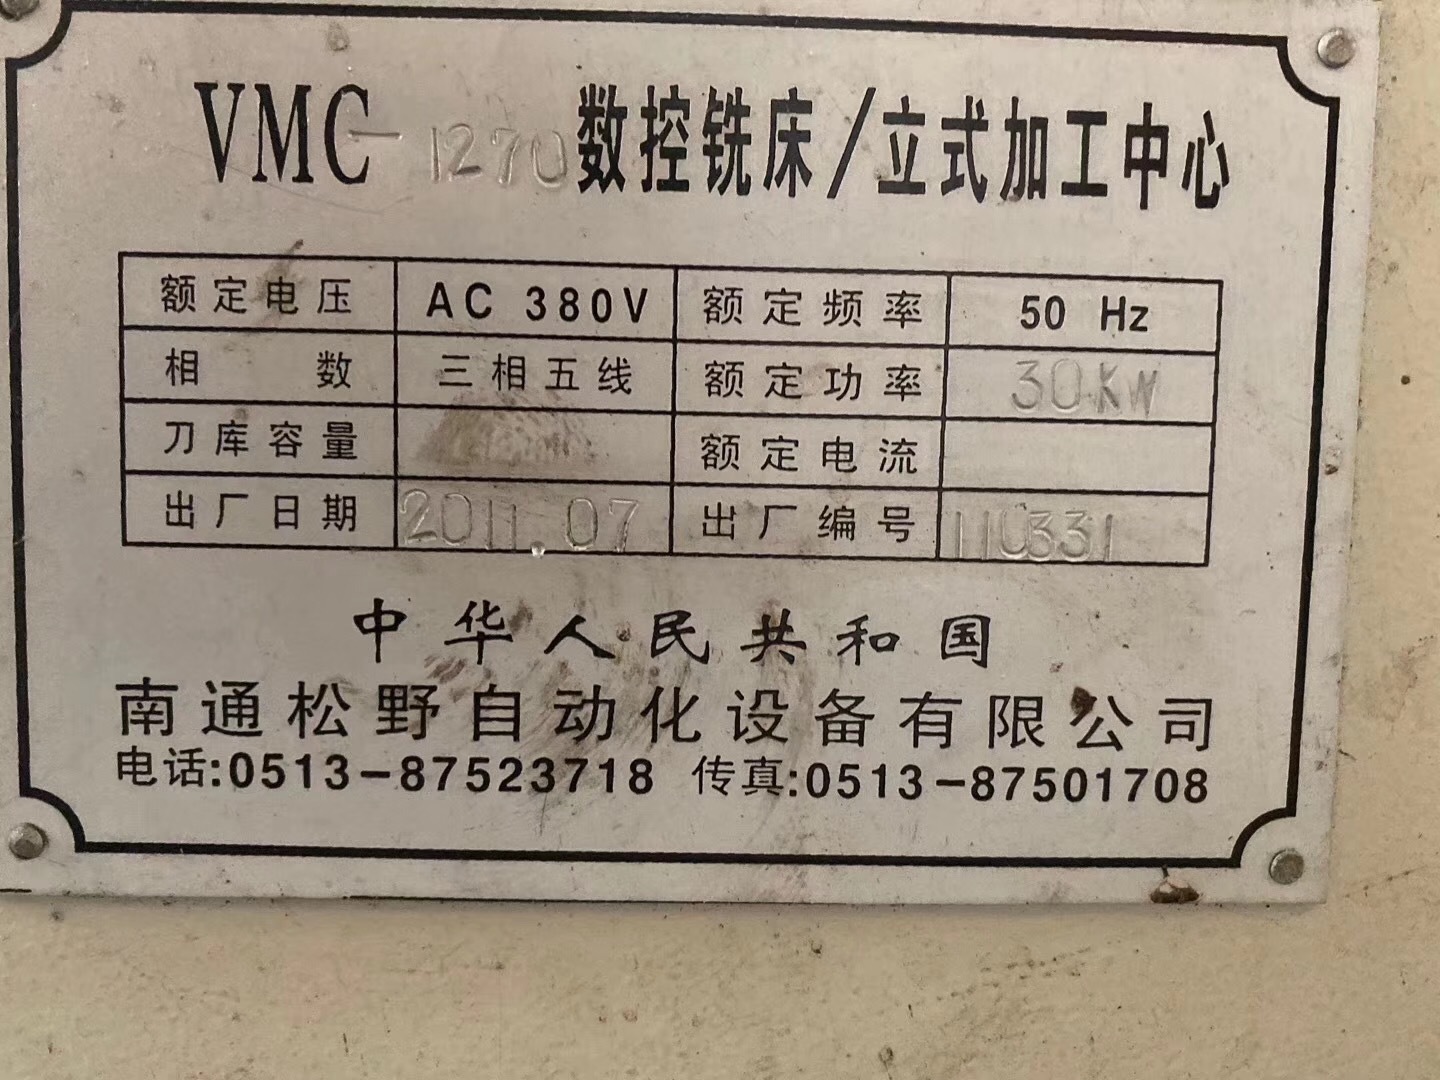 VMC-1270数控铣床/立式加工中心
额定电压 AC 380V 额定频率 50 Hz
相数 三相五线 额定功率 30KW
刀库容量 额定电流
出厂日期 2011.07 出厂编号 110331
中华人民共和国
南通松野自动化设备有限公司
电话:0513-87523718 传真:0513-87501708